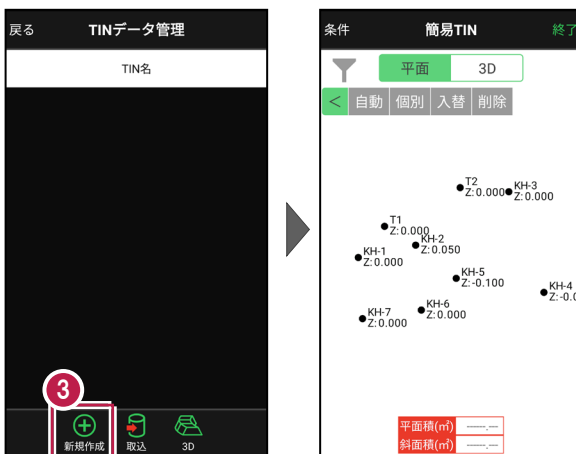 戻る TINデータ管理
TIN名
3
新規作成 取込 3D
条件 簡易TIN 終了
平面 3D
< 自動 個別 入替 削除
T2
Z:0.000
KH-3
Z:0.000
T1
Z:0.000
KH-2
Z:0.050
KH-1
Z:0.000
KH-5
Z:-0.100
KH-4
Z:-0.0
KH-6
Z:0.000
KH-7
Z:0.000
平面積(㎡) -----.---
斜面積(㎡) -----.---